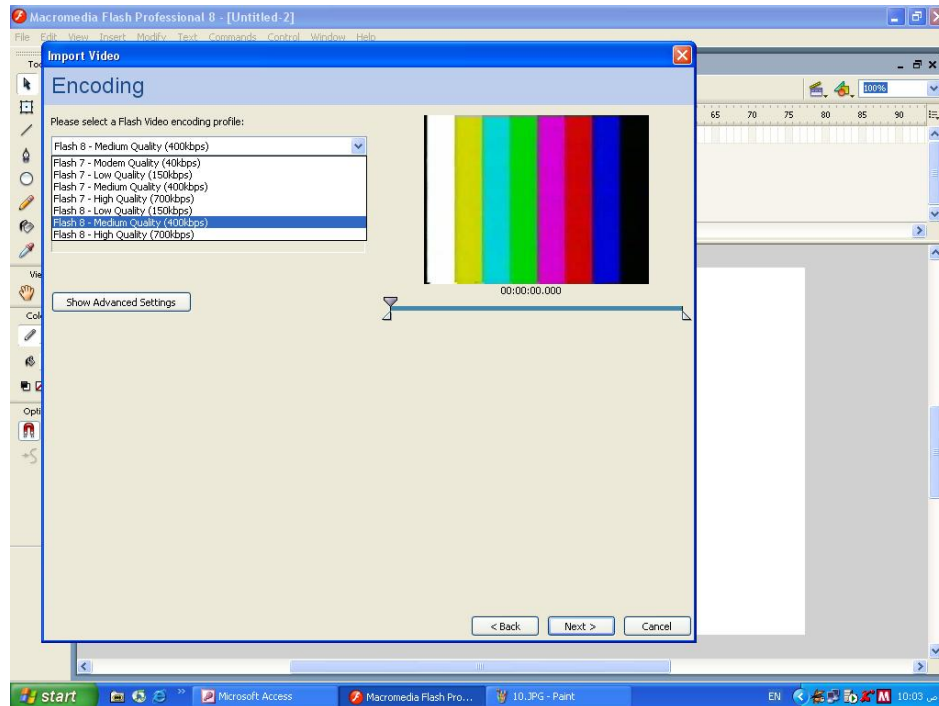 Macromedia Flash Professional 8 - [Untitled-2]
File Edit View Insert Modify Text Commands Control Window Help
Import Video
Encoding
100%
65 70 75 80 85 90
Please select a Flash Video encoding profile:
Flash 8 - Medium Quality (400kbps)
Flash 7 - Modem Quality (40kbps)
Flash 7 - Low Quality (150kbps)
Flash 7 - Medium Quality (400kbps)
Flash 7 - High Quality (700kbps)
Flash 8 - Low Quality (150kbps)
Flash 8 - Medium Quality (400kbps)
Flash 8 - High Quality (700kbps)
00:00:00.000
Show Advanced Settings
Vie
Col
Opti
< Back Next > Cancel
start Microsoft Access Macromedia Flash Pro... 10.JPG - Paint EN 10:03 ص